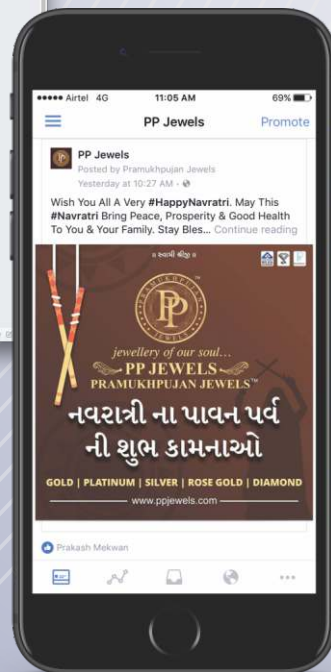 Airtel 4G 11:05 AM 69%
PP Jewels Promote
PP Jewels
Posted by Pramukhpujan Jewels
Yesterday at 10:27 AM ·
Wish You All A Very #HappyNavratri. May This
#Navratri Bring Peace, Prosperity & Good Health
To You & Your Family. Stay Bles... Continue reading
॥ સ્વામી શ્રીજી ॥
PRAMUKHPUJAN
JEWELS
PP
jewellery of our soul...
PP JEWELS
PRAMUKHPUJAN JEWELS™
નવરાત્રી ના પાવન પર્વ
ની શુભ કામનાઓ
GOLD | PLATINUM | SILVER | ROSE GOLD | DIAMOND
www.ppjewels.com
Prakash Mekwan